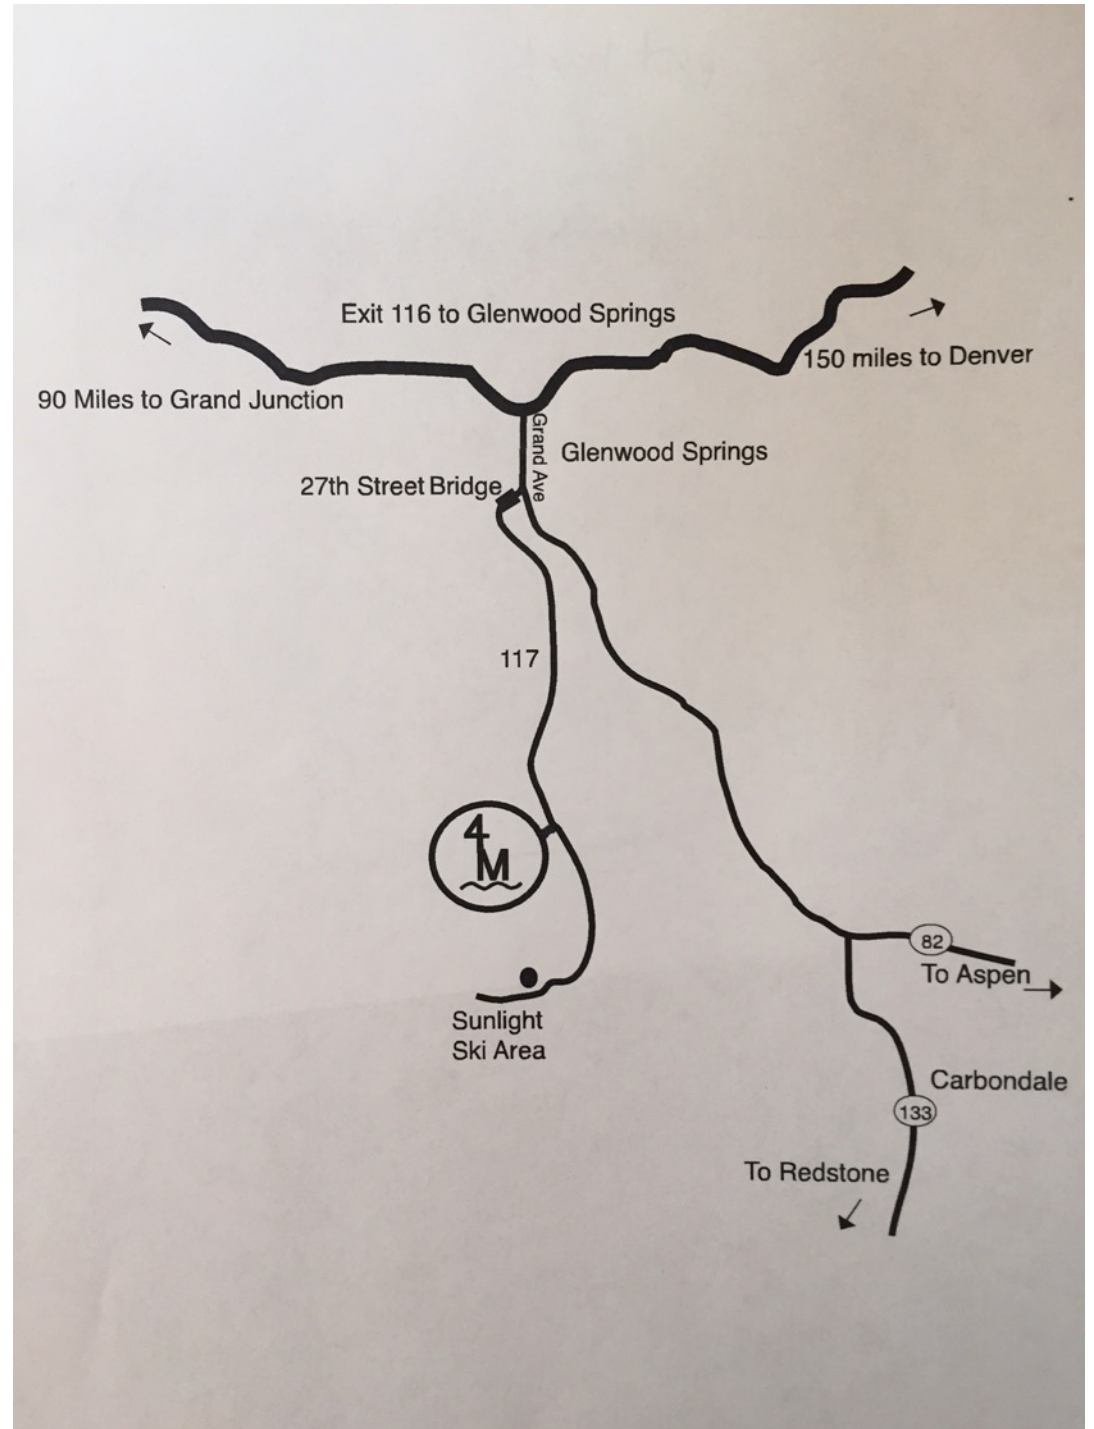 Exit 116 to Glenwood Springs
150 miles to Denver
90 Miles to Grand Junction
Grand Ave
Glenwood Springs
27th Street Bridge
117
4
M
82
To Aspen
Sunlight
Ski Area
Carbondale
133
To Redstone